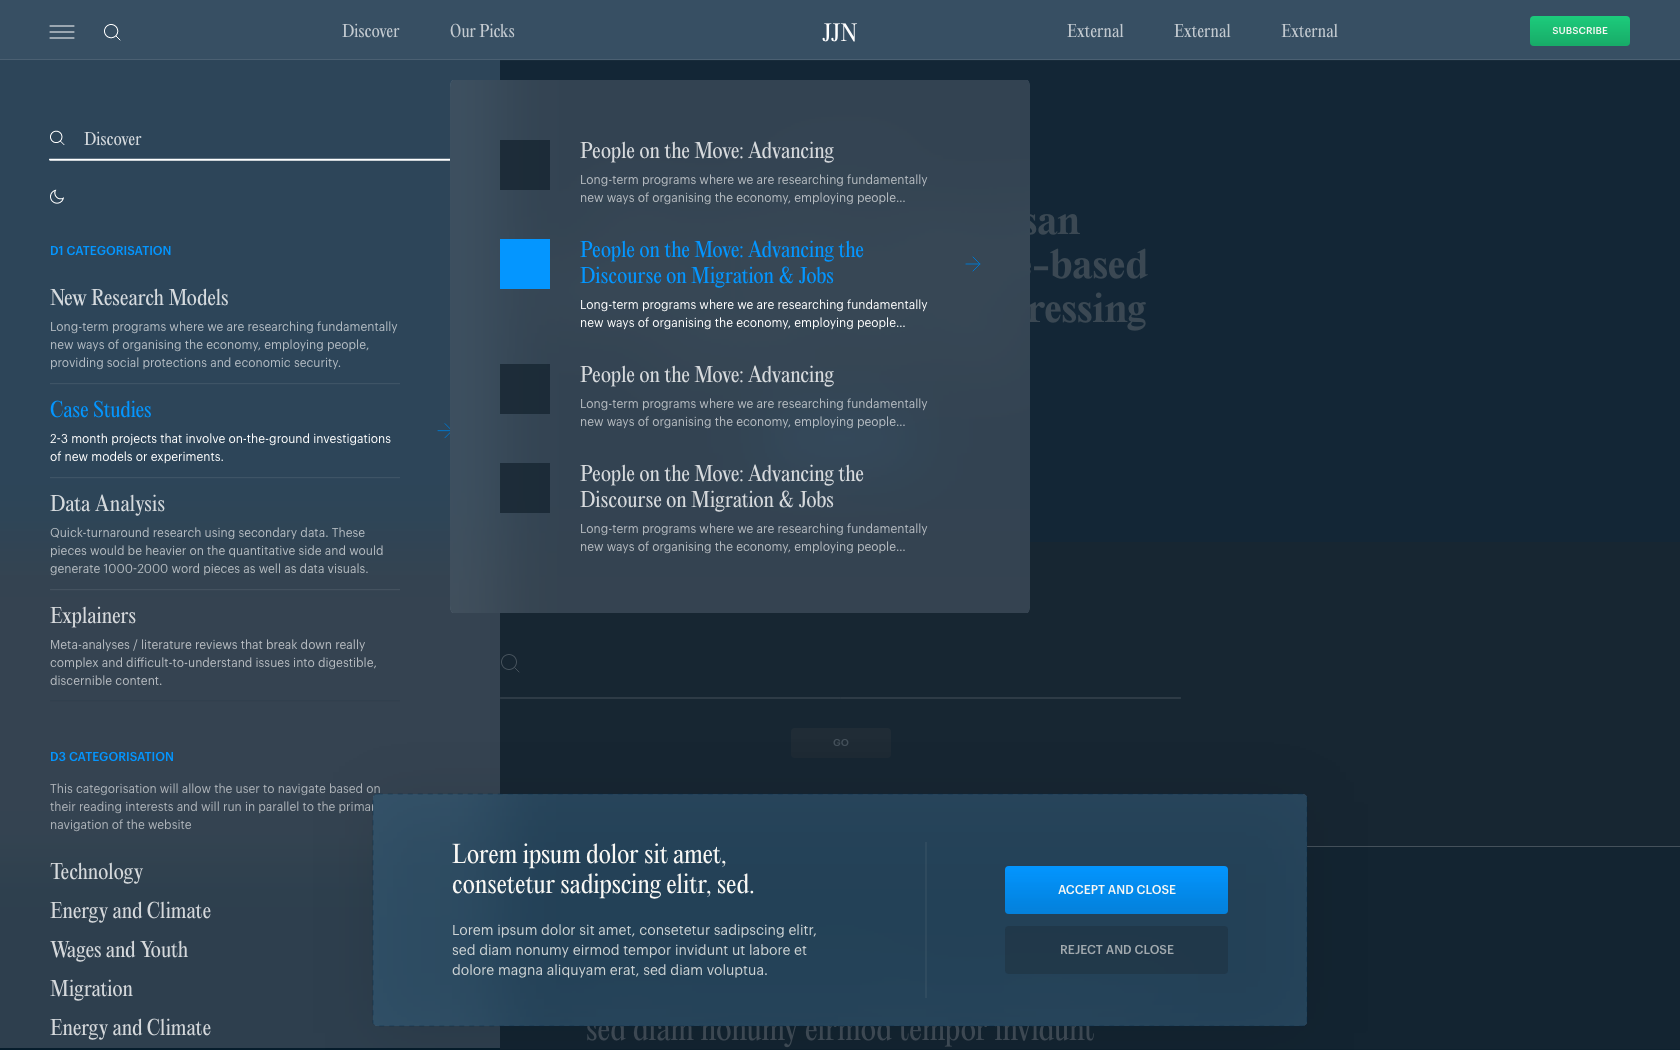 Discover
Our Picks
JJN
External
External
External
SUBSCRIBE
Discover
D1 CATEGORISATION
New Research Models
Long-term programs where we are researching fundamentally
new ways of organising the economy, employing people,
providing social protections and economic security.
Case Studies
2-3 month projects that involve on-the-ground investigations
of new models or experiments.
Data Analysis
Quick-turnaround research using secondary data. These
pieces would be heavier on the quantitative side and would
generate 1000-2000 word pieces as well as data visuals.
Explainers
Meta-analyses / literature reviews that break down really
complex and difficult-to-understand issues into digestible,
discernible content.
D3 CATEGORISATION
This categorisation will allow the user to navigate based on
their reading interests and will run in parallel to the primar
navigation of the website
Technology
Energy and Climate
Wages and Youth
Migration
Energy and Climate
People on the Move: Advancing
Long-term programs where we are researching fundamentally
new ways of organising the economy, employing people...
People on the Move: Advancing the
Discourse on Migration & Jobs
Long-term programs where we are researching fundamentally
new ways of organising the economy, employing people...
People on the Move: Advancing
Long-term programs where we are researching fundamentally
new ways of organising the economy, employing people...
People on the Move: Advancing the
Discourse on Migration & Jobs
Long-term programs where we are researching fundamentally
new ways of organising the economy, employing people...
san
-based
ressing
GO
Lorem ipsum dolor sit amet,
consetetur sadipscing elitr, sed.
Lorem ipsum dolor sit amet, consetetur sadipscing elitr,
sed diam nonumy eirmod tempor invidunt ut labore et
dolore magna aliquyam erat, sed diam voluptua.
ACCEPT AND CLOSE
REJECT AND CLOSE
sed diam nonumy eirmod tempor invidunt